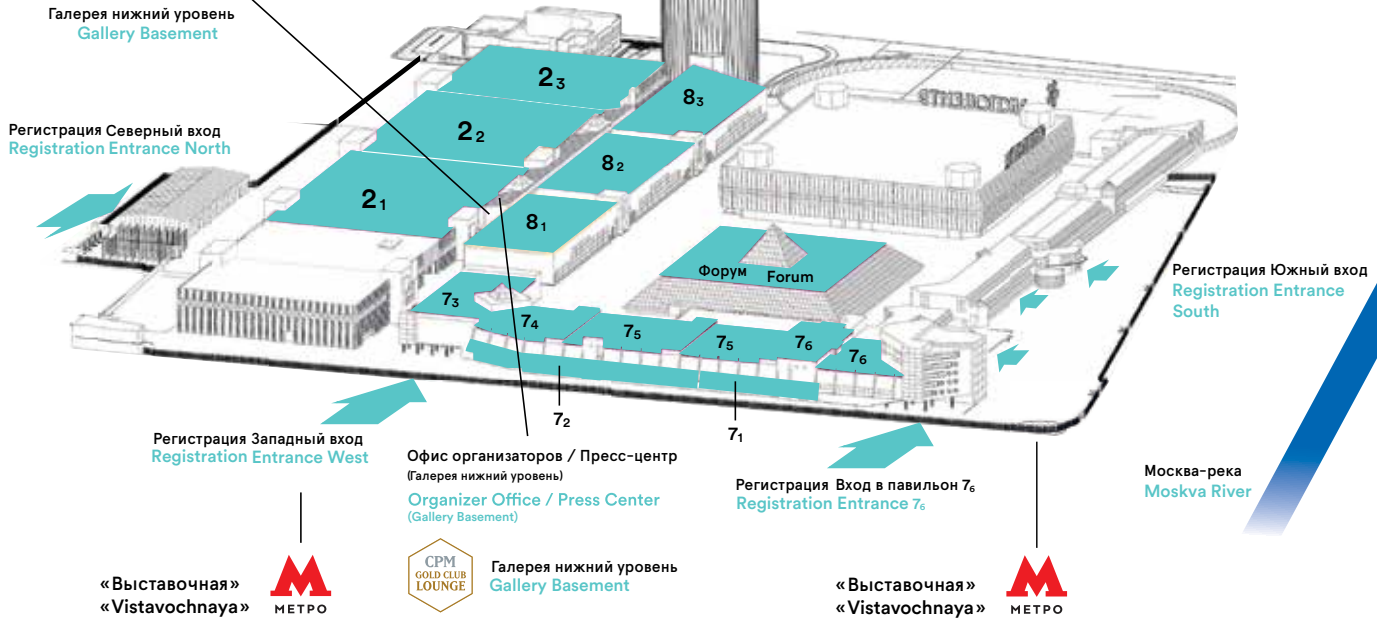 Галерея нижний уровень
Gallery Basement
2₃
8₃
2₂
Регистрация Северный вход
Registration Entrance North
8₂
2₁
8₁
Форум Forum
Регистрация Южный вход
Registration Entrance
South
7₃
7₄
7₅
7₅
7₆
7₆
7₂
7₁
Регистрация Западный вход
Registration Entrance West
Офис организаторов / Пресс-центр
(Галерея нижний уровень)
Organizer Office / Press Center
(Gallery Basement)
Регистрация Вход в павильон 7₆
Registration Entrance 7₆
Москва-река
Moskva River
CPM
GOLD CLUB
LOUNGE
Галерея нижний уровень
Gallery Basement
«Выставочная»
«Vistavochnaya»
МЕТРО
«Выставочная»
«Vistavochnaya»
МЕТРО